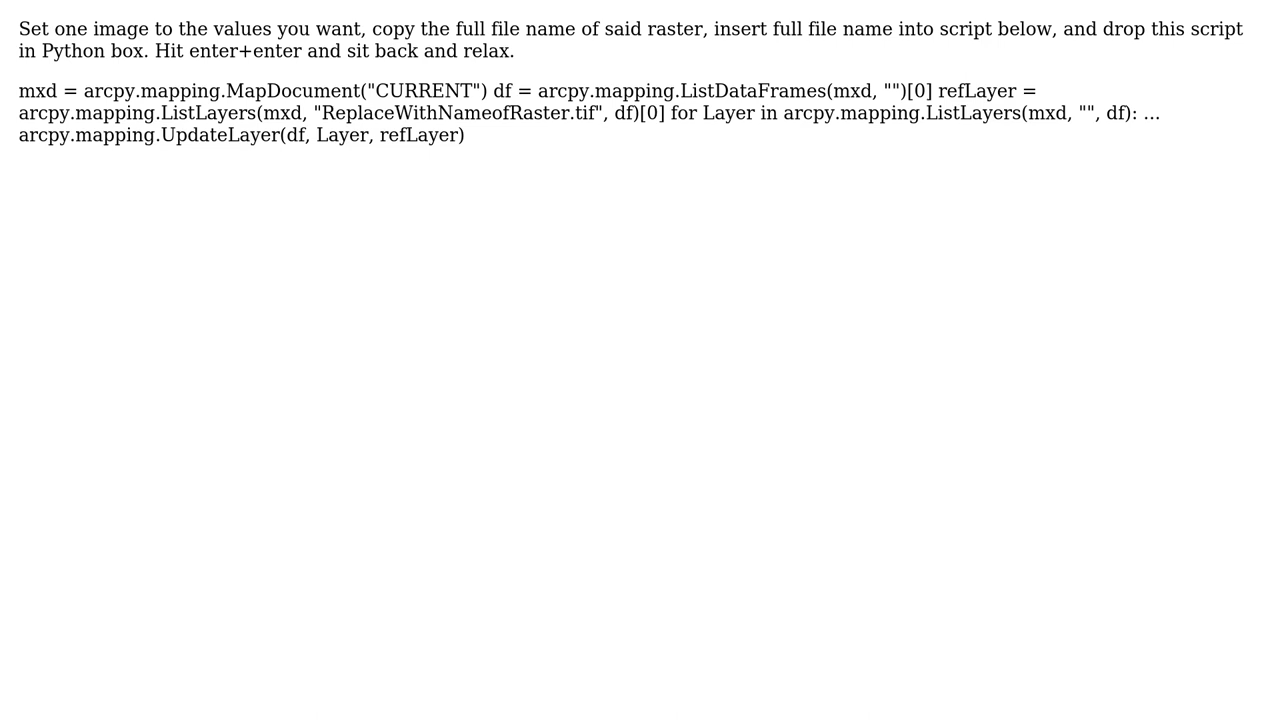 Set one image to the values you want, copy the full file name of said raster, insert full file name into script below, and drop this script
in Python box. Hit enter+enter and sit back and relax.
mxd = arcpy.mapping.MapDocument("CURRENT") df = arcpy.mapping.ListDataFrames(mxd, "")[0] refLayer =
arcpy.mapping.ListLayers(mxd, "ReplaceWithNameofRaster.tif", df)[0] for Layer in arcpy.mapping.ListLayers(mxd, "", df): ...
arcpy.mapping.UpdateLayer(df, Layer, refLayer)